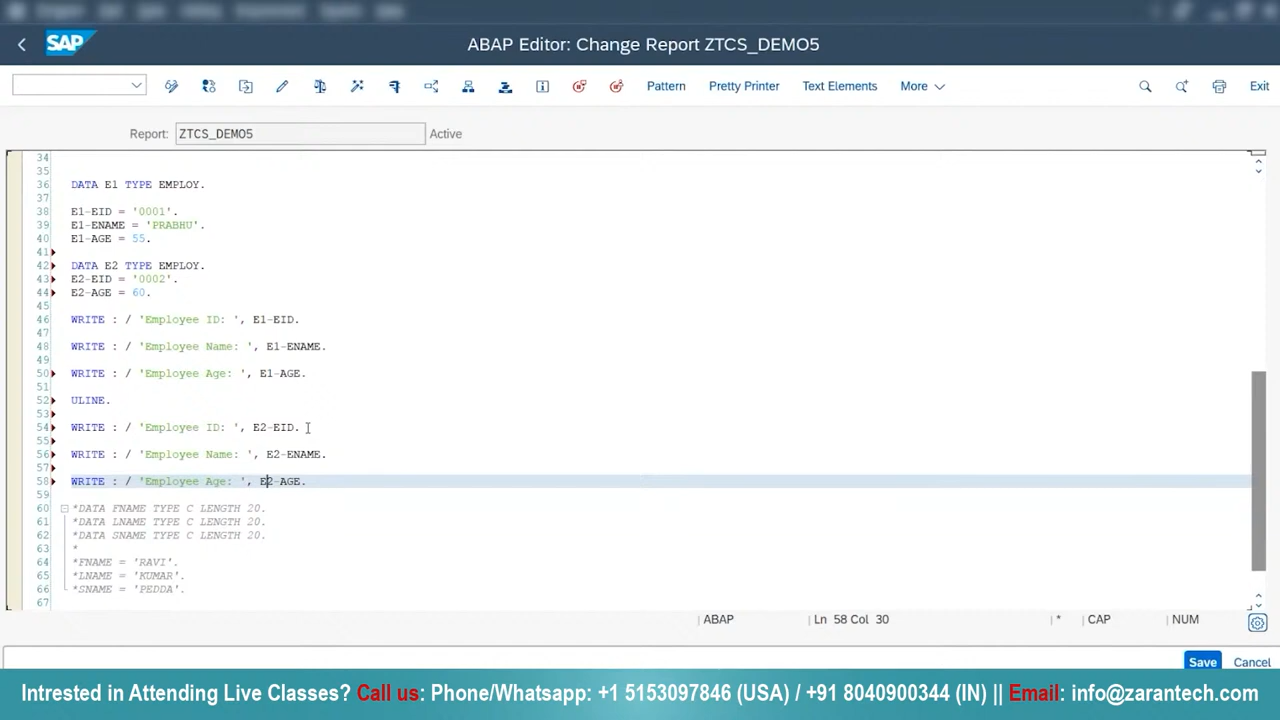 SAP
ABAP Editor: Change Report ZTCS_DEMO5
Pattern Pretty Printer Text Elements More Exit
Report: ZTCS_DEMO5 Active
34
35
36 DATA E1 TYPE EMPLOY.
37
38 E1-EID = '0001'.
39 E1-ENAME = 'PRABHU'.
40 E1-AGE = 55.
41
42 DATA E2 TYPE EMPLOY.
43 E2-EID = '0002'.
44 E2-AGE = 60.
45
46 WRITE : / 'Employee ID: ', E1-EID.
47
48 WRITE : / 'Employee Name: ', E1-ENAME.
49
50 WRITE : / 'Employee Age: ', E1-AGE.
51
52 ULINE.
53
54 WRITE : / 'Employee ID: ', E2-EID.
55
56 WRITE : / 'Employee Name: ', E2-ENAME.
57
58 WRITE : / 'Employee Age: ', E2-AGE.
59
60 *DATA FNAME TYPE C LENGTH 20.
61 *DATA LNAME TYPE C LENGTH 20.
62 *DATA SNAME TYPE C LENGTH 20.
63 *
64 *FNAME = 'RAVI'.
65 *LNAME = 'KUMAR'.
66 *SNAME = 'PEDDA'.
67
ABAP Ln 58 Col 30 * CAP NUM
Save Cancel
Intrested in Attending Live Classes? Call us: Phone/Whatsapp: +1 5153097846 (USA) / +91 8040900344 (IN) || Email: info@zarantech.com